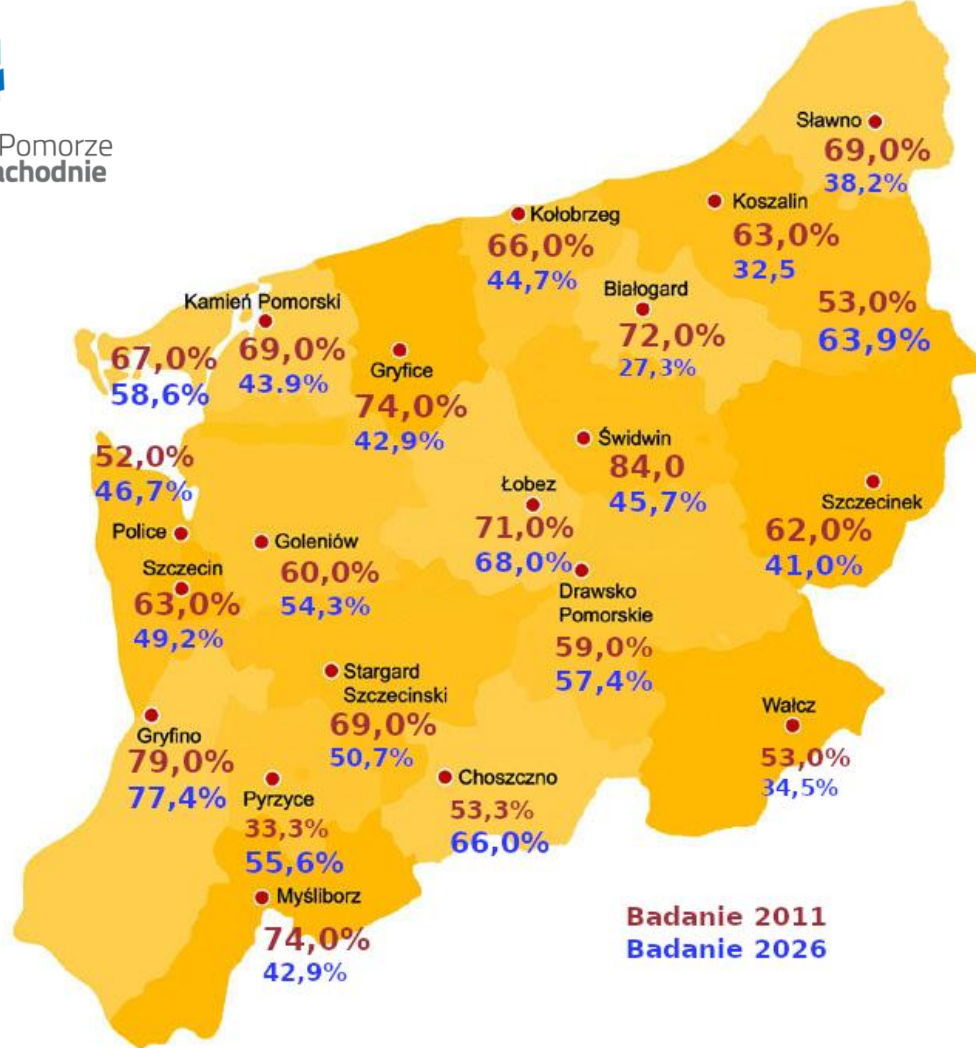 Pomorze
achodnie
Sławno
69,0%
38,2%
Koszalin
63,0%
32,5
Kołobrzeg
66,0%
44,7%
Białogard
72,0%
27,3%
53,0%
63,9%
Kamień Pomorski
69,0%
43.9%
67,0%
58,6%
Gryfice
74,0%
42,9%
52,0%
46,7%
Świdwin
84,0
45,7%
Łobez
71,0%
68,0%
Szczecinek
62,0%
41,0%
Police
Goleniów
60,0%
54,3%
Szczecin
63,0%
49,2%
Drawsko
Pomorskie
59,0%
57,4%
Stargard
Szczecinski
69,0%
50,7%
Wałcz
53,0%
34,5%
Gryfino
79,0%
77,4%
Pyrzyce
33,3%
55,6%
Choszczno
53,3%
66,0%
Myśliborz
74,0%
42,9%
Badanie 2011
Badanie 2026